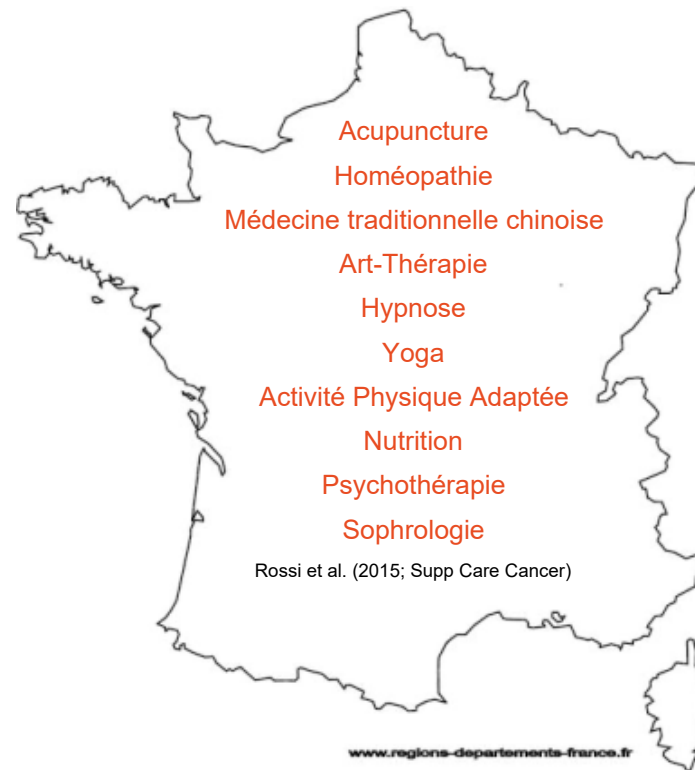 Acupuncture
Homéopathie
Médecine traditionnelle chinoise
Art-Thérapie
Hypnose
Yoga
Activité Physique Adaptée
Nutrition
Psychothérapie
Sophrologie
Rossi et al. (2015; Supp Care Cancer)
www.regions-departements-france.fr